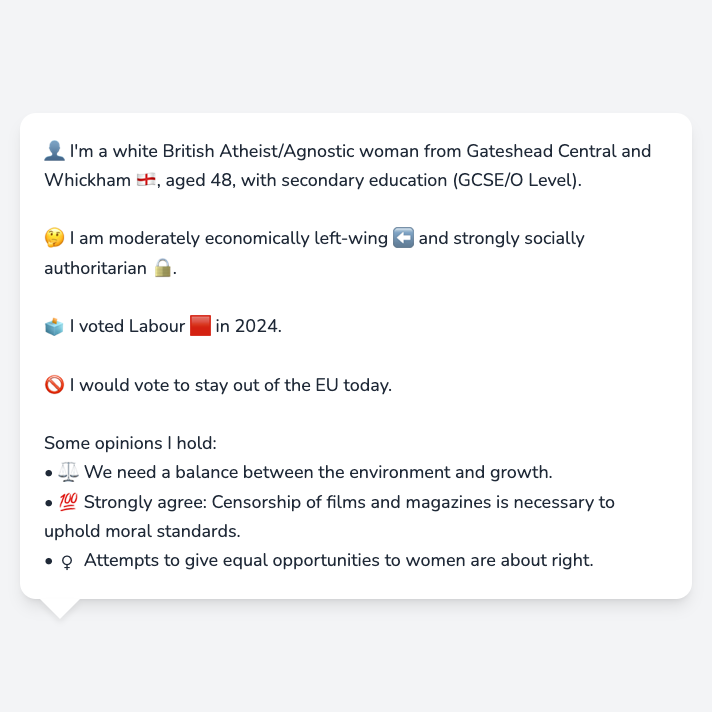 👤 I'm a white British Atheist/Agnostic woman from Gateshead Central and
Whickham 🏴󠁧󠁢󠁥󠁮󠁧󠁿, aged 48, with secondary education (GCSE/O Level).
🤔 I am moderately economically left-wing ⬅️ and strongly socially
authoritarian 🔒.
🗳️ I voted Labour 🟥 in 2024.
🚫 I would vote to stay out of the EU today.
Some opinions I hold:
• ⚖️ We need a balance between the environment and growth.
• 💯 Strongly agree: Censorship of films and magazines is necessary to
uphold moral standards.
• ♀ Attempts to give equal opportunities to women are about right.